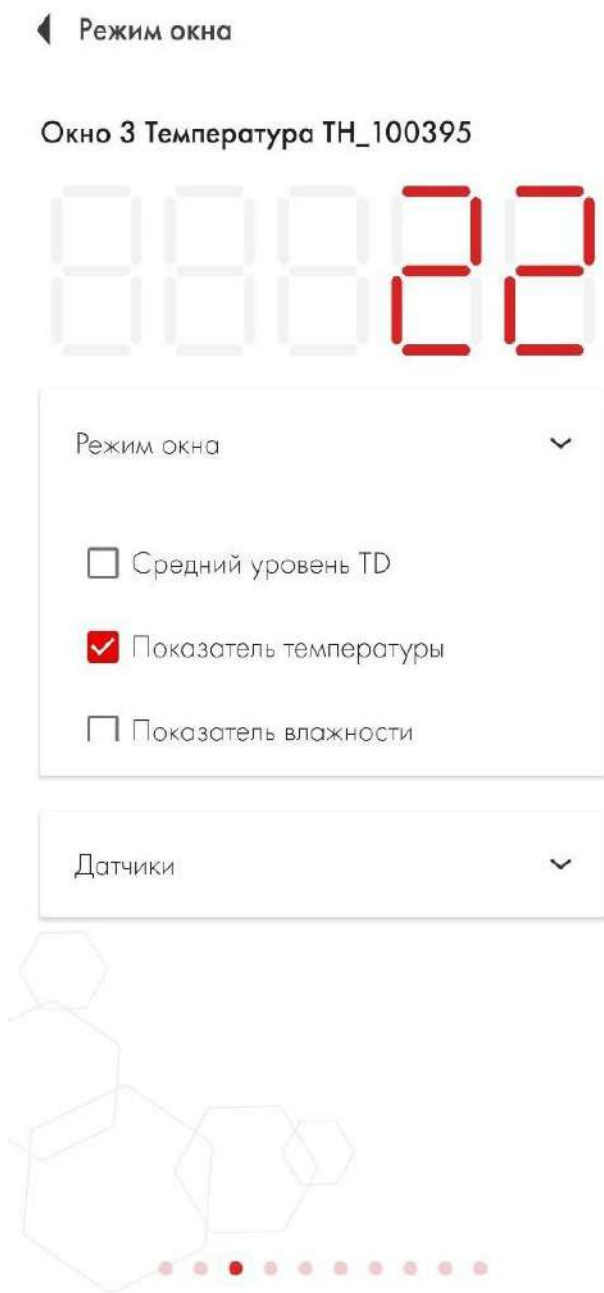 Режим окна
Окно 3 Температура TH_100395
22
Режим окна
Средний уровень TD
Показатель температуры
Показатель влажности
Датчики